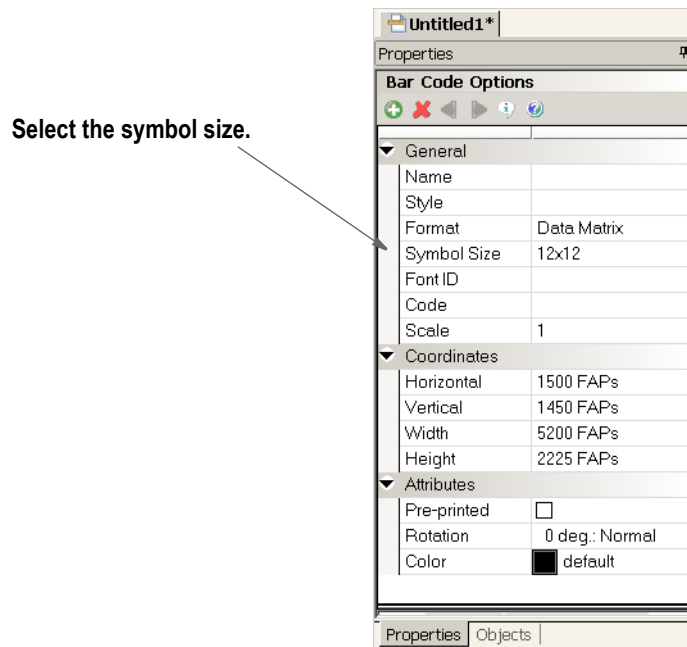 Untitled1*
Properties
Bar Code Options
Select the symbol size.
General
Name
Style
Format Data Matrix
Symbol Size 12x12
Font ID
Code
Scale 1
Coordinates
Horizontal 1500 FAPs
Vertical 1450 FAPs
Width 5200 FAPs
Height 2225 FAPs
Attributes
Pre-printed
Rotation 0 deg.: Normal
Color default
Properties Objects